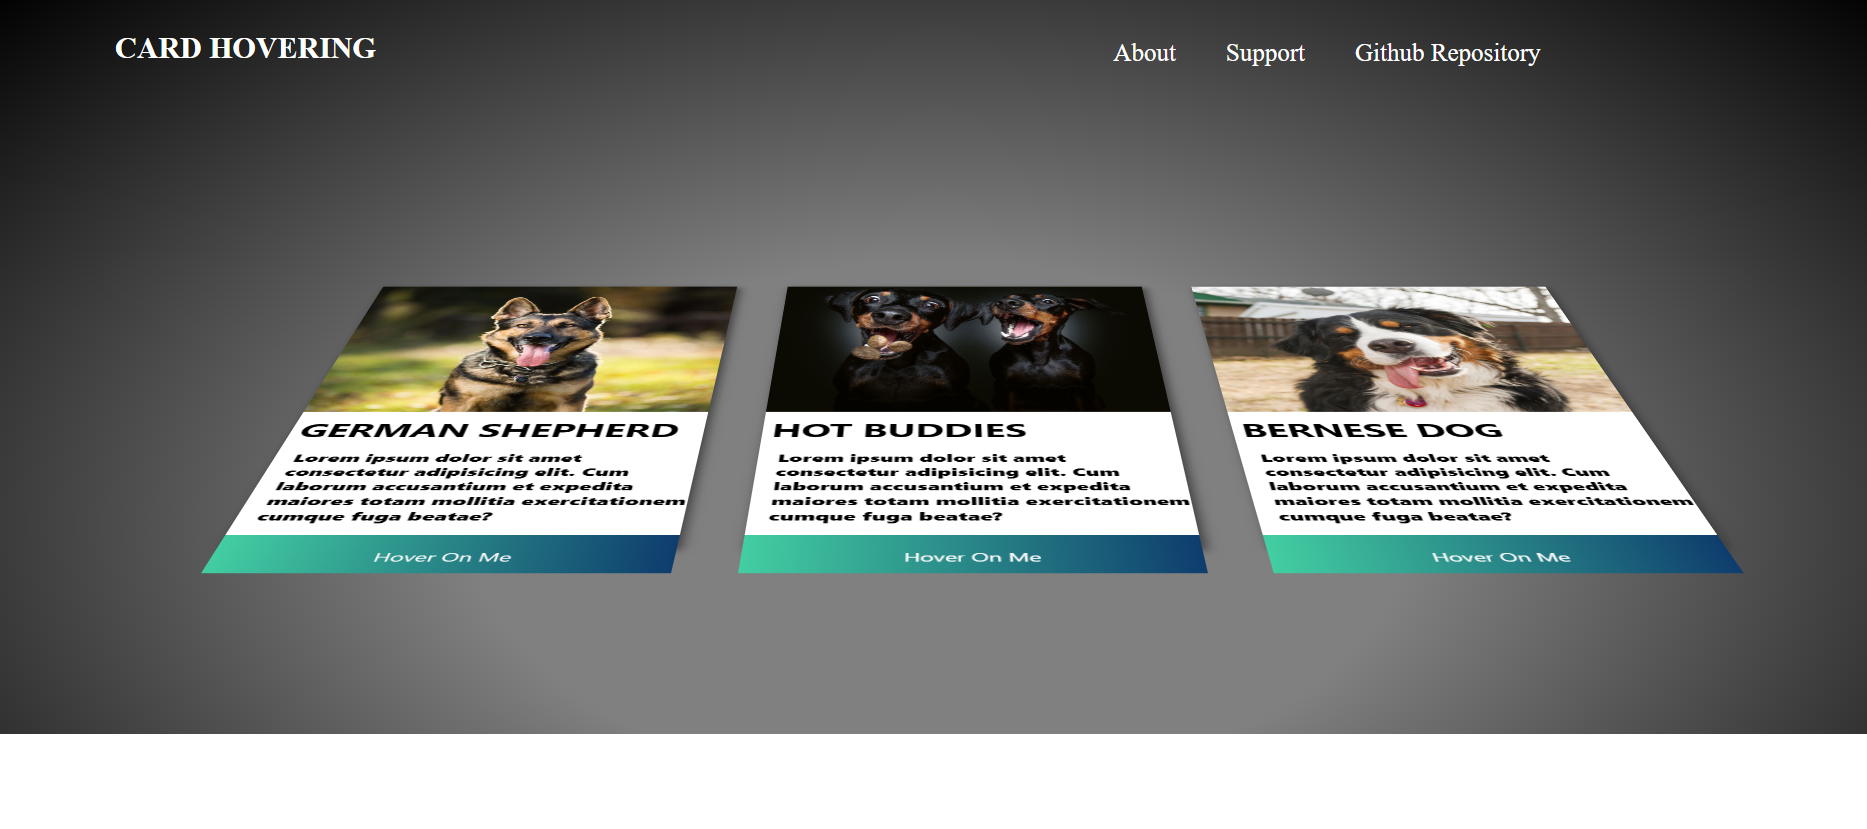 CARD HOVERING
About Support Github Repository
GERMAN SHEPHERD
Lorem ipsum dolor sit amet
consectetur adipisicing elit. Cum
laborum accusantium et expedita
maiores totam mollitia exercitationem
cumque fuga beatae?
Hover On Me
HOT BUDDIES
Lorem ipsum dolor sit amet
consectetur adipisicing elit. Cum
laborum accusantium et expedita
maiores totam mollitia exercitationem
cumque fuga beatae?
Hover On Me
BERNESE DOG
Lorem ipsum dolor sit amet
consectetur adipisicing elit. Cum
laborum accusantium et expedita
maiores totam mollitia exercitationem
cumque fuga beatae?
Hover On Me